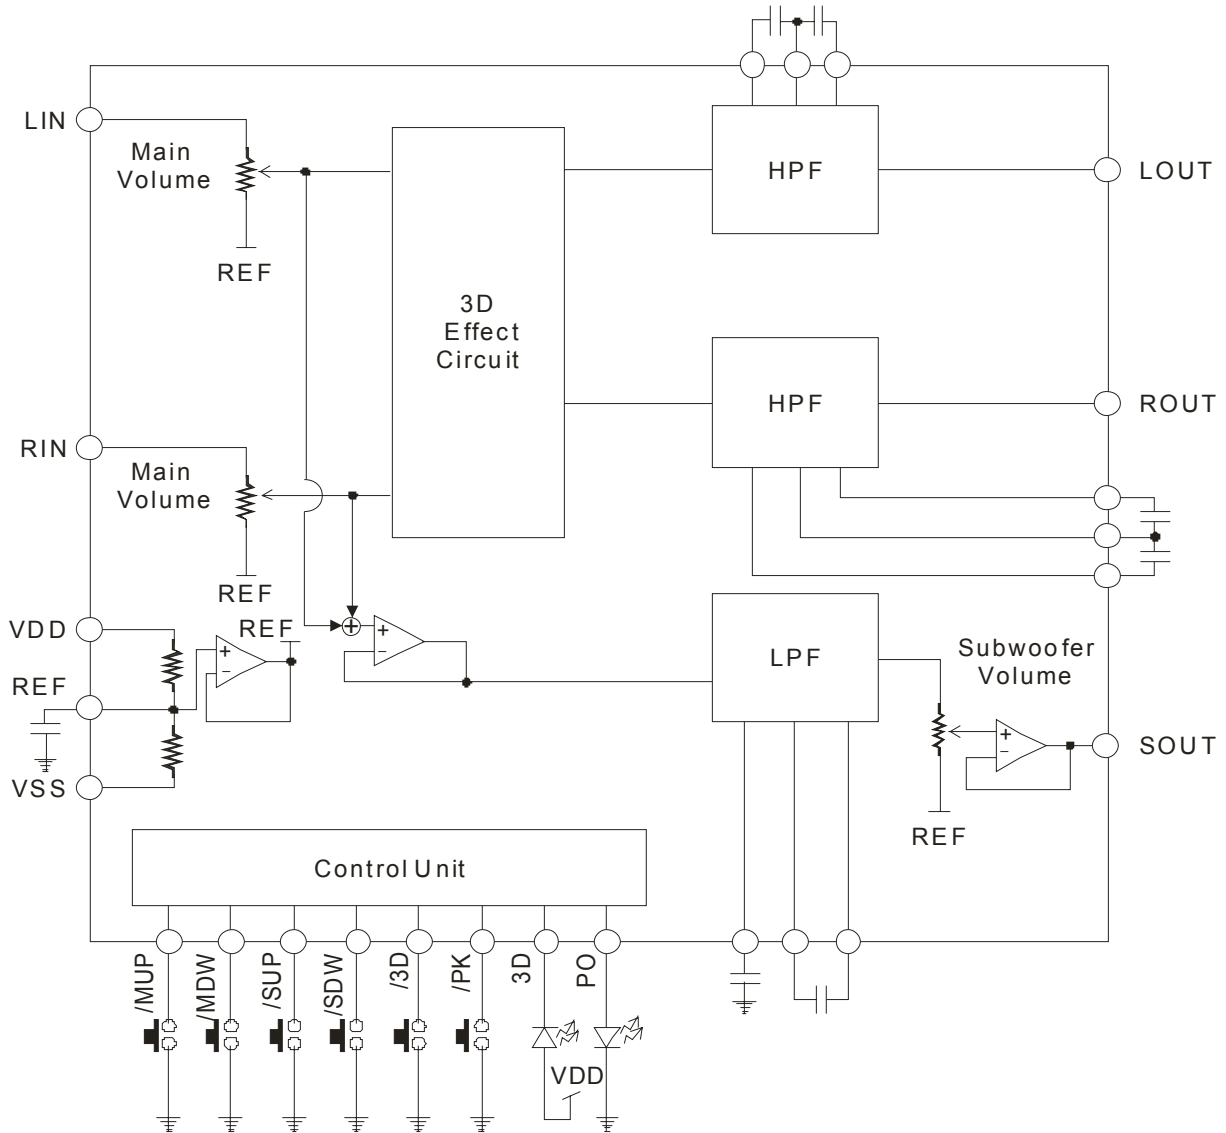 LIN
Main
Volume
REF
3D
Effect
Circuit
HPF
LOUT
HPF
ROUT
RIN
Main
Volume
REF
VDD
REF
REF
VSS
+
+
−
+
−
LPF
Subwoofer
Volume
+
−
SOUT
REF
Control Unit
/MUP
/MDW
/SUP
/SDW
/3D
/PK
3D
PO
VDD